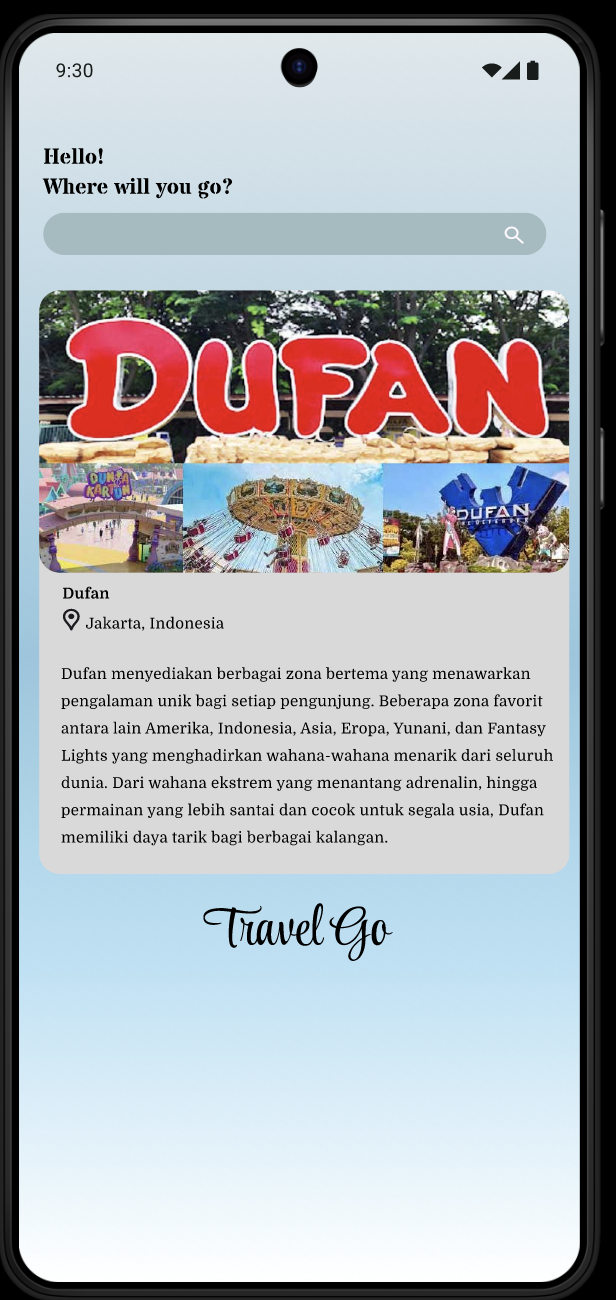 9:30
Hello!
Where will you go?
DUFAN
DUNIA
KARTUN
DUFAN
Dufan
Jakarta, Indonesia
Dufan menyediakan berbagai zona bertema yang menawarkan
pengalaman unik bagi setiap pengunjung. Beberapa zona favorit
antara lain Amerika, Indonesia, Asia, Eropa, Yunani, dan Fantasy
Lights yang menghadirkan wahana-wahana menarik dari seluruh
dunia. Dari wahana ekstrem yang menantang adrenalin, hingga
permainan yang lebih santai dan cocok untuk segala usia, Dufan
memiliki daya tarik bagi berbagai kalangan.
Travel Go